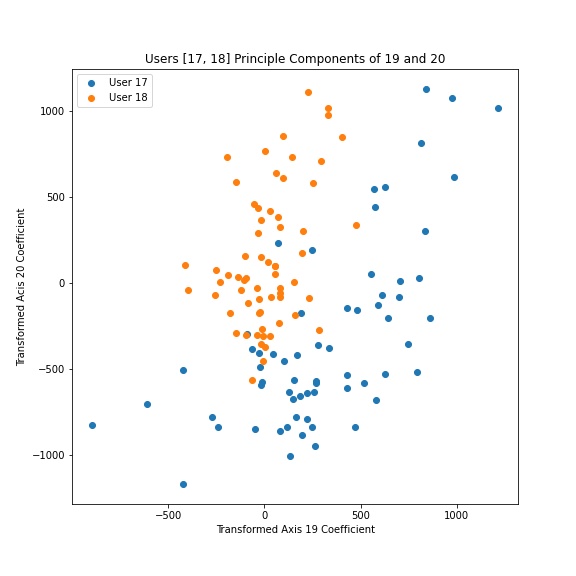 Users [17, 18] Principle Components of 19 and 20
User 17
User 18
1000
500
0
−500
−1000
Transformed Acis 20 Coefficient
−500 0 500 1000
Transformed Axis 19 Coefficient